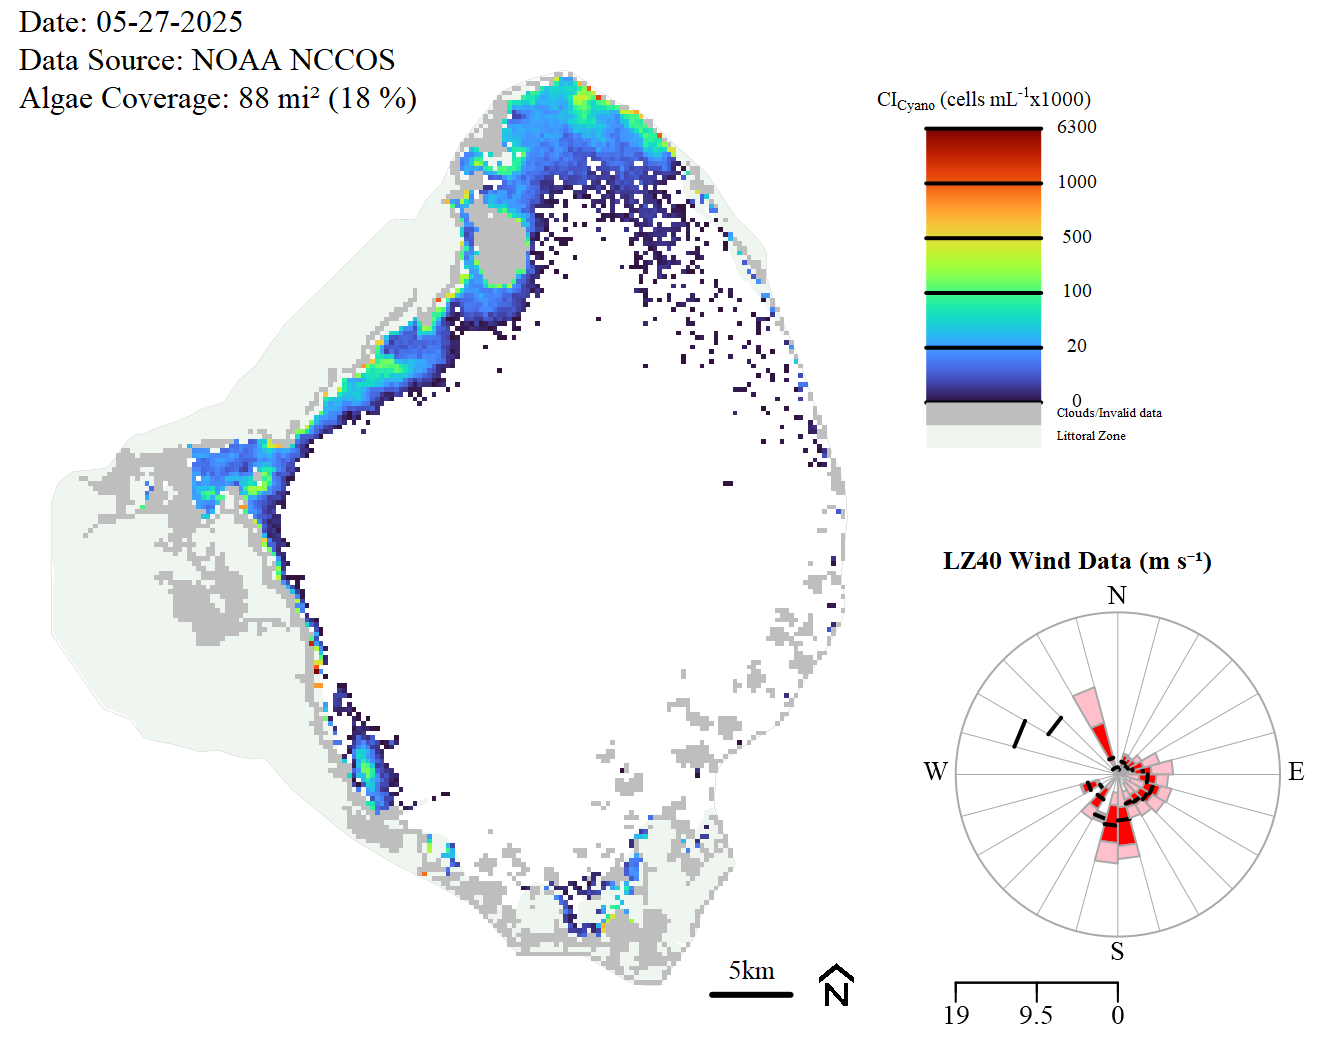 Date: 05-27-2025
Data Source: NOAA NCCOS
Algae Coverage: 88 mi² (18 %)
CICyano (cells mL⁻¹x1000)
6300
1000
500
100
20
0
Clouds/Invalid data
Littoral Zone
LZ40 Wind Data (m s⁻¹)
N
W
E
S
5km
N
19 9.5 0